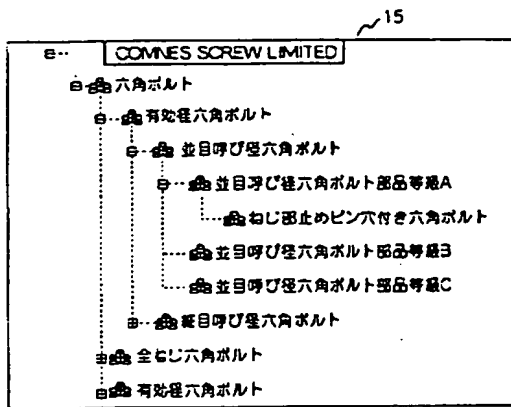 15
COMNES SCREW LIMITED
六角ボルト
有効径六角ボルト
並目呼び径六角ボルト
並目呼び径六角ボルト部品等級A
ねじ部止めピン穴付き六角ボルト
並目呼び径六角ボルト部品等級B
並目呼び径六角ボルト部品等級C
細目呼び径六角ボルト
全ねじ六角ボルト
有効径六角ボルト